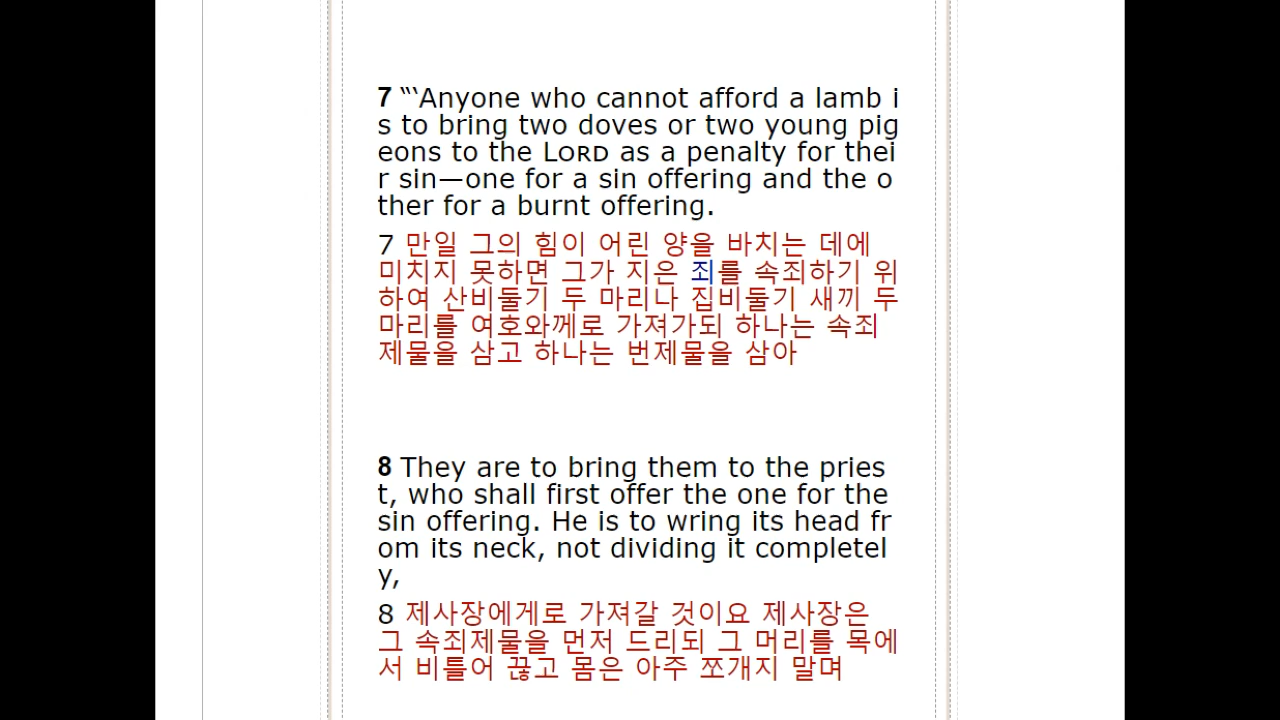 7 “‘Anyone who cannot afford a lamb i
s to bring two doves or two young pig
eons to the LORD as a penalty for thei
r sin—one for a sin offering and the o
ther for a burnt offering.
7 만일 그의 힘이 어린 양을 바치는 데에
미치지 못하면 그가 지은 죄를 속죄하기 위
하여 산비둘기 두 마리나 집비둘기 새끼 두
마리를 여호와께로 가져가되 하나는 속죄
제물을 삼고 하나는 번제물을 삼아
8 They are to bring them to the pries
t, who shall first offer the one for the
sin offering. He is to wring its head fr
om its neck, not dividing it completel
y,
8 제사장에게로 가져갈 것이요 제사장은
그 속죄제물을 먼저 드리되 그 머리를 목에
서 비틀어 끊고 몸은 아주 쪼개지 말며